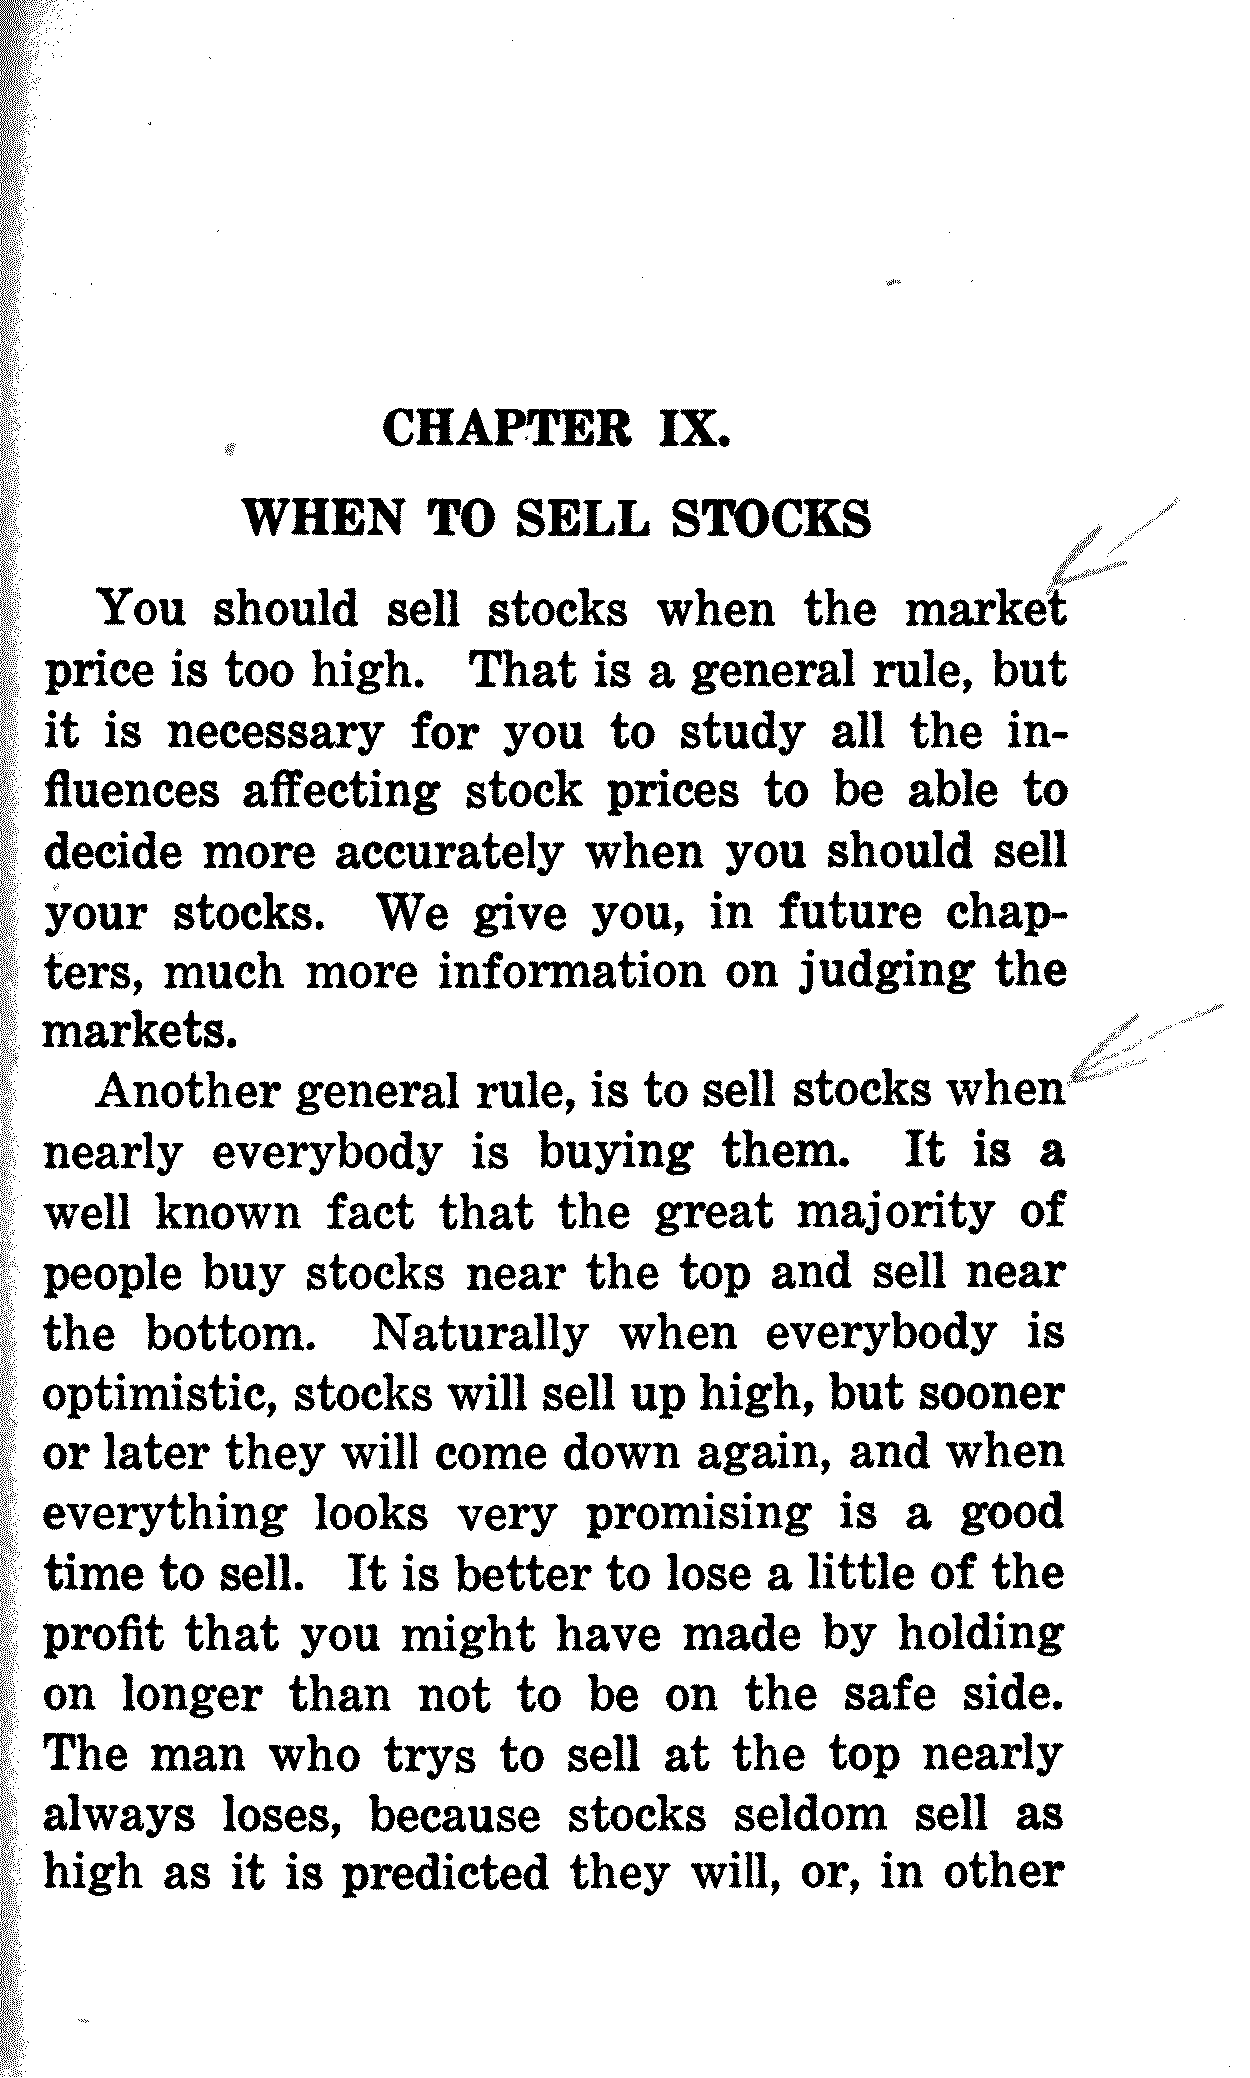 CHAPTER IX.
WHEN TO SELL STOCKS
You should sell stocks when the market
price is too high. That is a general rule, but
it is necessary for you to study all the in-
fluences affecting stock prices to be able to
decide more accurately when you should sell
your stocks. We give you, in future chap-
ters, much more information on judging the
markets.
Another general rule, is to sell stocks when
nearly everybody is buying them. It is a
well known fact that the great majority of
people buy stocks near the top and sell near
the bottom. Naturally when everybody is
optimistic, stocks will sell up high, but sooner
or later they will come down again, and when
everything looks very promising is a good
time to sell. It is better to lose a little of the
profit that you might have made by holding
on longer than not to be on the safe side.
The man who trys to sell at the top nearly
always loses, because stocks seldom sell as
high as it is predicted they will, or, in other